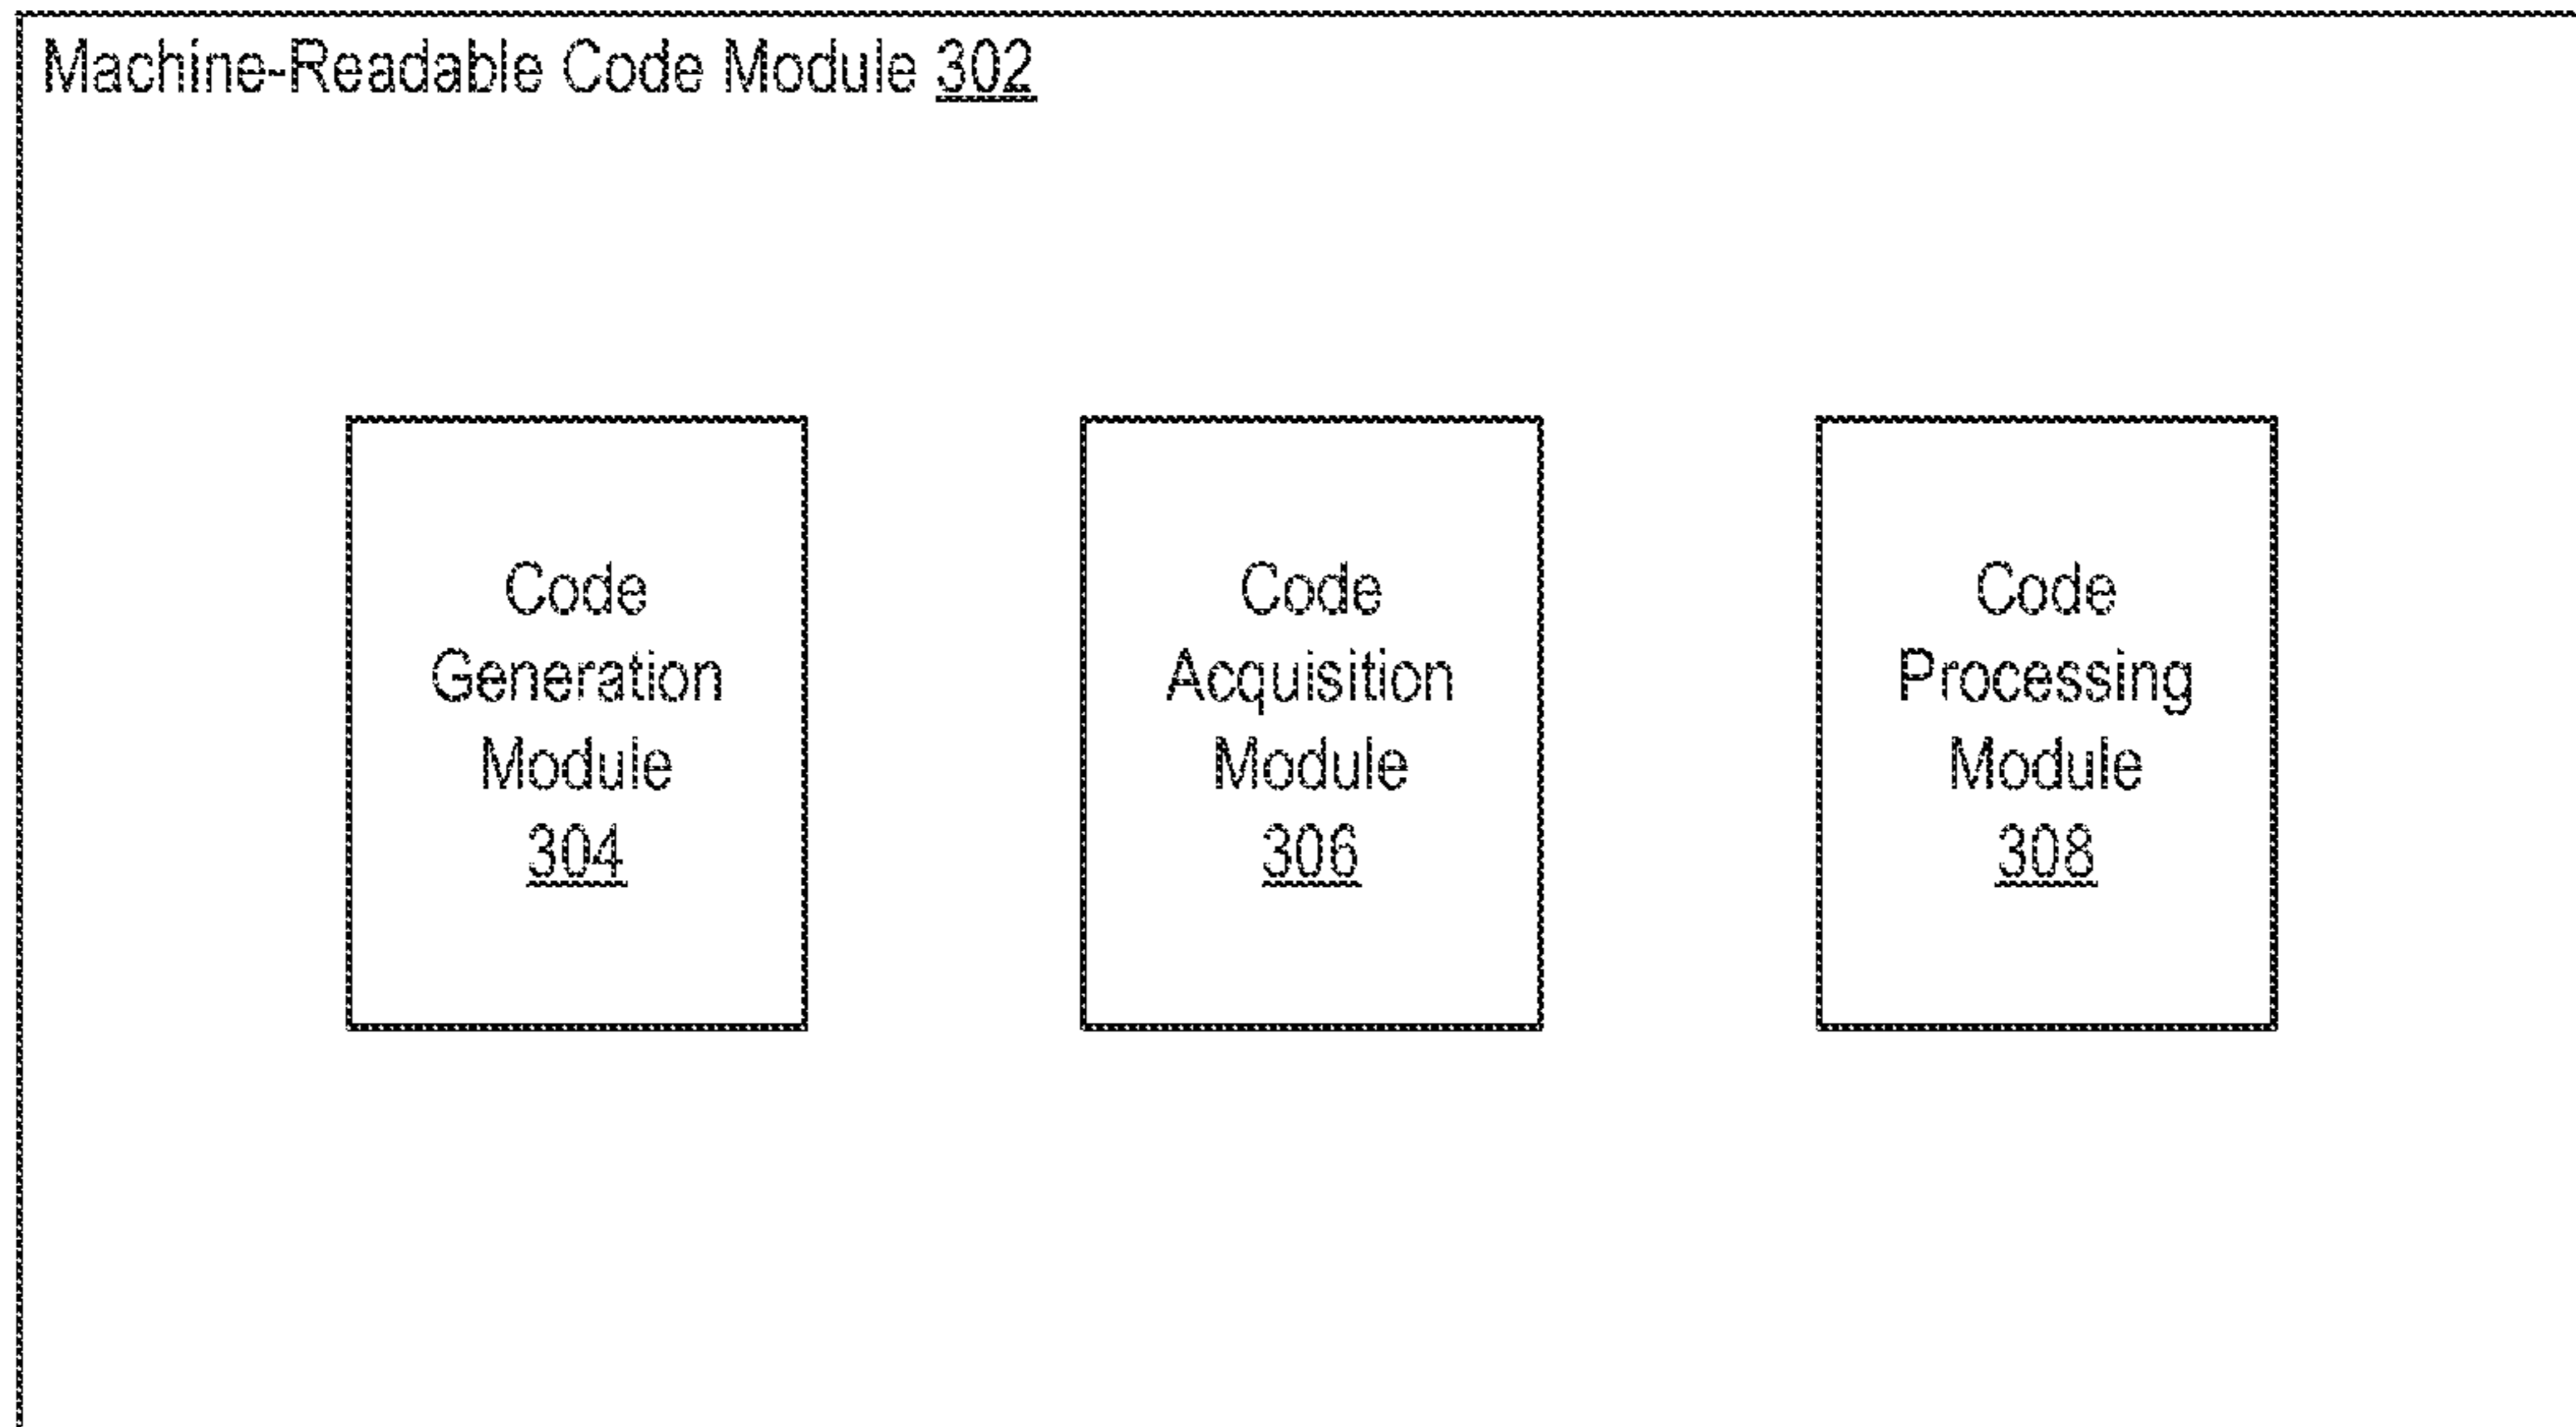 Machine-Readable Code Module 302
Code
Generation
Module
304
Code
Acquisition
Module
306
Code
Processing
Module
308